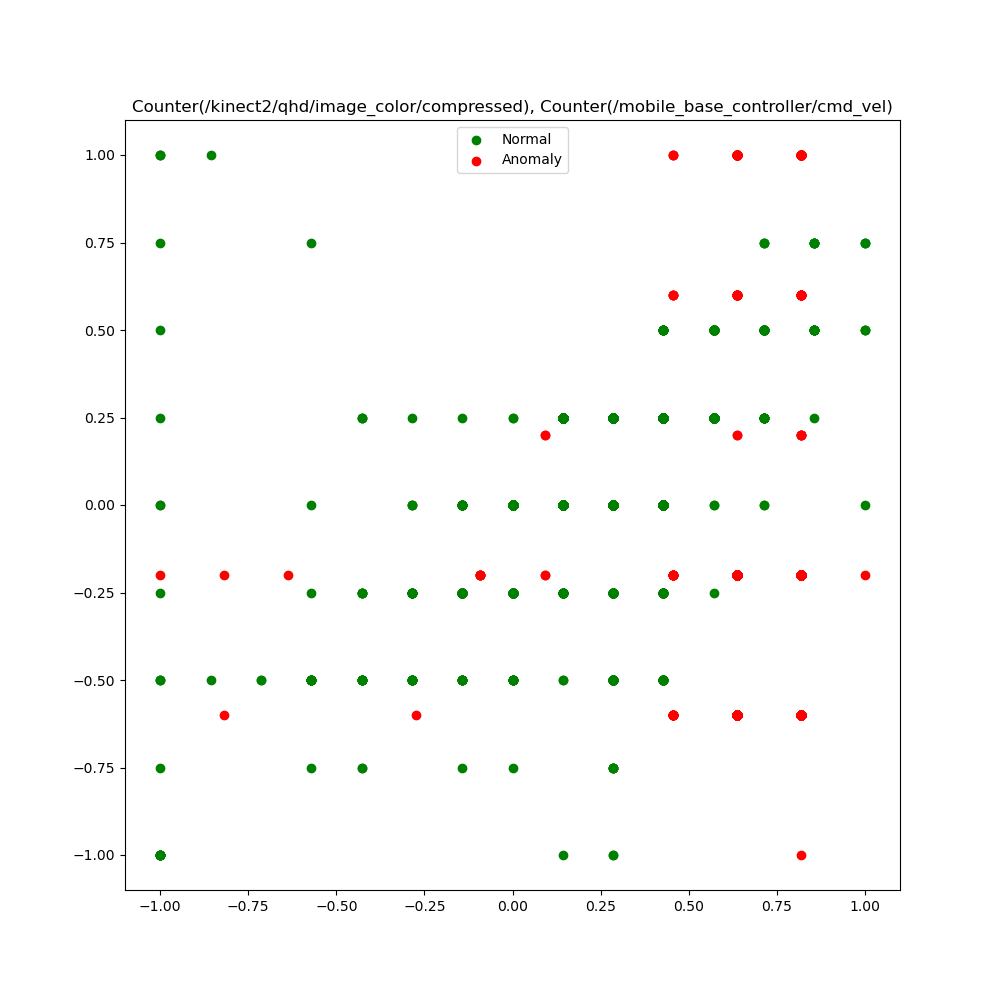 Counter(/kinect2/qhd/image_color/compressed), Counter(/mobile_base_controller/cmd_vel)
Normal
Anomaly
1.00
0.75
0.50
0.25
0.00
−0.25
−0.50
−0.75
−1.00
−1.00 −0.75 −0.50 −0.25 0.00 0.25 0.50 0.75 1.00